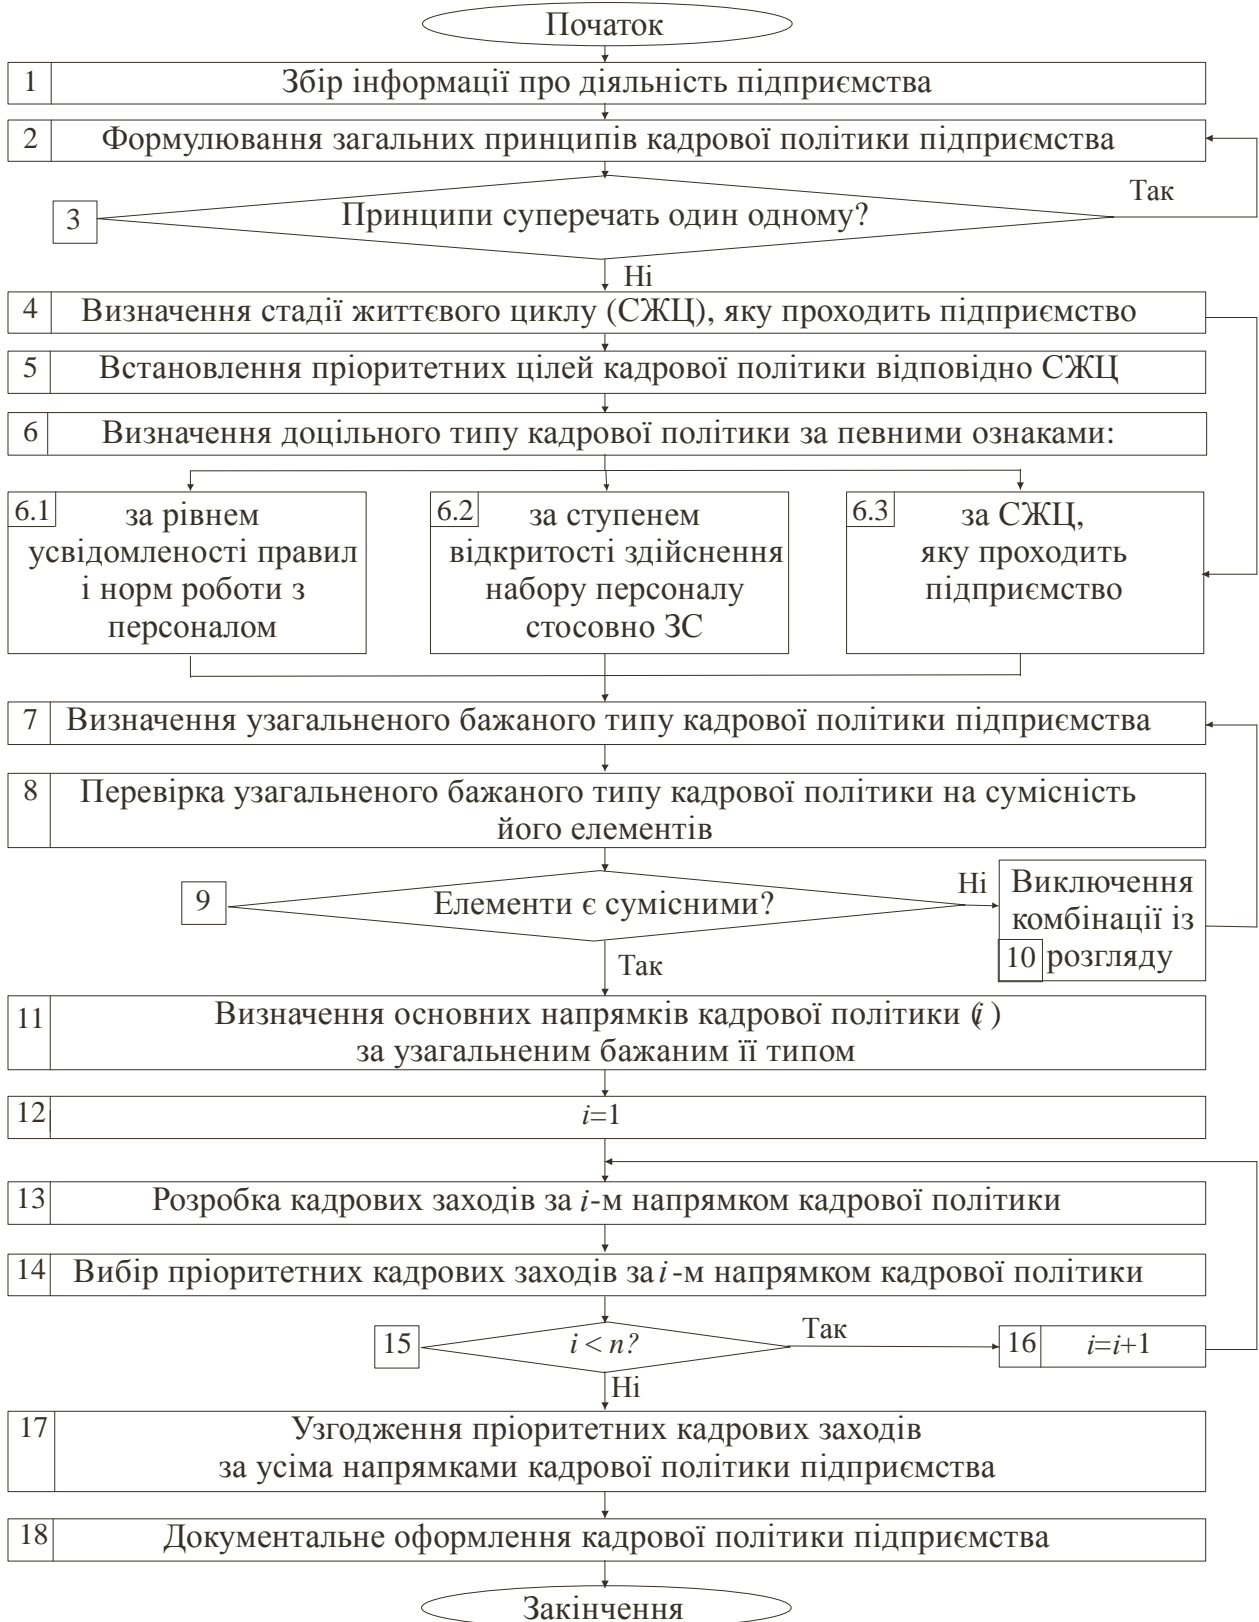 Початок
1 Збір інформації про діяльність підприємства
2 Формулювання загальних принципів кадрової політики підприємства
Так
3 Принципи суперечать один одному?
Ні
4 Визначення стадії життєвого циклу (СЖЦ), яку проходить підприємство
5 Встановлення пріоритетних цілей кадрової політики відповідно СЖЦ
6 Визначення доцільного типу кадрової політики за певними ознаками:
6.1 за рівнем
усвідомленості правил
і норм роботи з
персоналом
6.2 за ступенем
відкритості здійснення
набору персоналу
стосовно ЗС
6.3 за СЖЦ,
яку проходить
підприємство
7 Визначення узагальненого бажаного типу кадрової політики підприємства
8 Перевірка узагальненого бажаного типу кадрової політики на сумісність
його елементів
9 Елементи є сумісними?
Ні
Виключення
комбінації із
10 розгляду
Так
11 Визначення основних напрямків кадрової політики (i )
за узагальненим бажаним її типом
12 i=1
13 Розробка кадрових заходів за i-м напрямком кадрової політики
14 Вибір пріоритетних кадрових заходів за i -м напрямком кадрової політики
15 i < n?
Так
16 i=i+1
Ні
17 Узгодження пріоритетних кадрових заходів
за усіма напрямками кадрової політики підприємства
18 Документальне оформлення кадрової політики підприємства
Закінчення